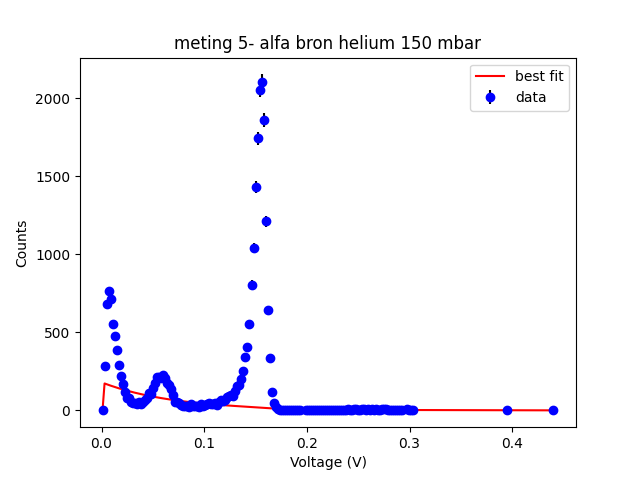 meting 5- alfa bron helium 150 mbar
best fit
data
Counts
2000
1500
1000
500
0
0.0 0.1 0.2 0.3 0.4
Voltage (V)